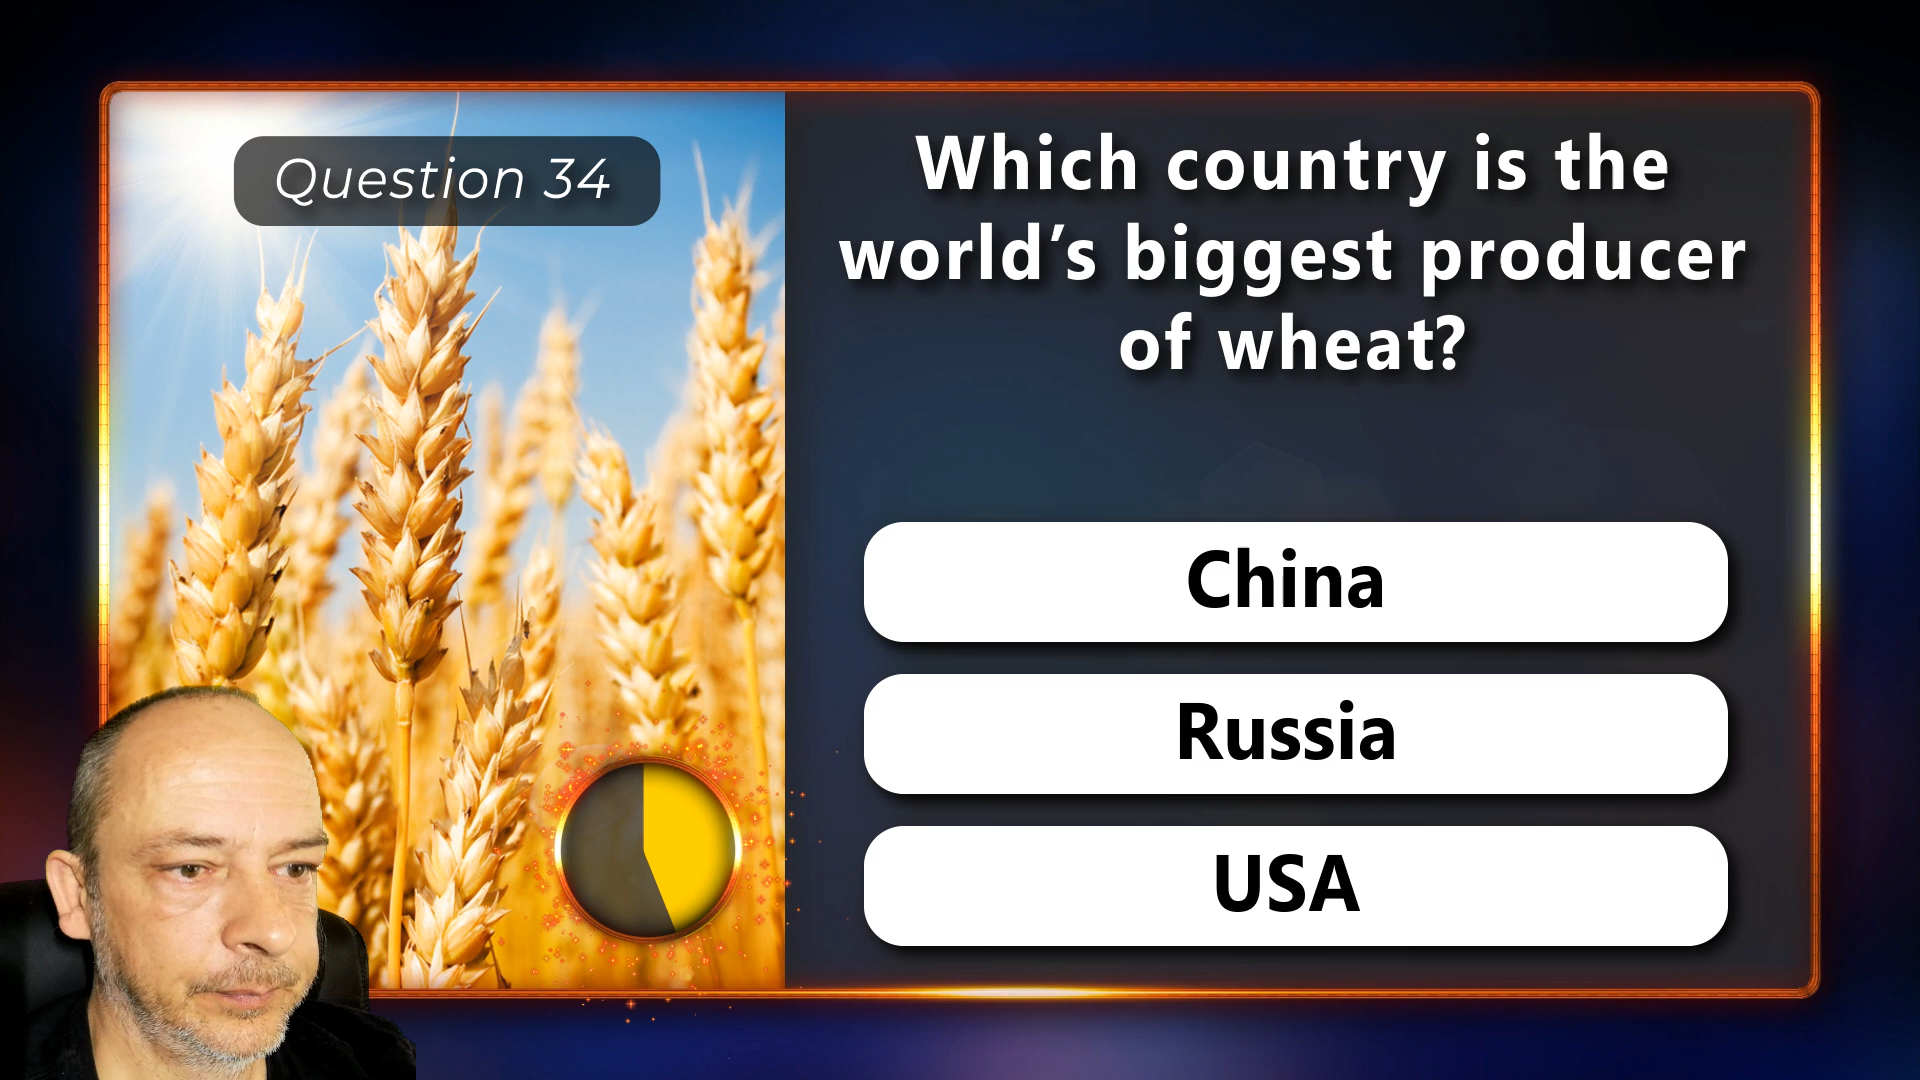 Question 34
Which country is the
world’s biggest producer
of wheat?
China
Russia
USA